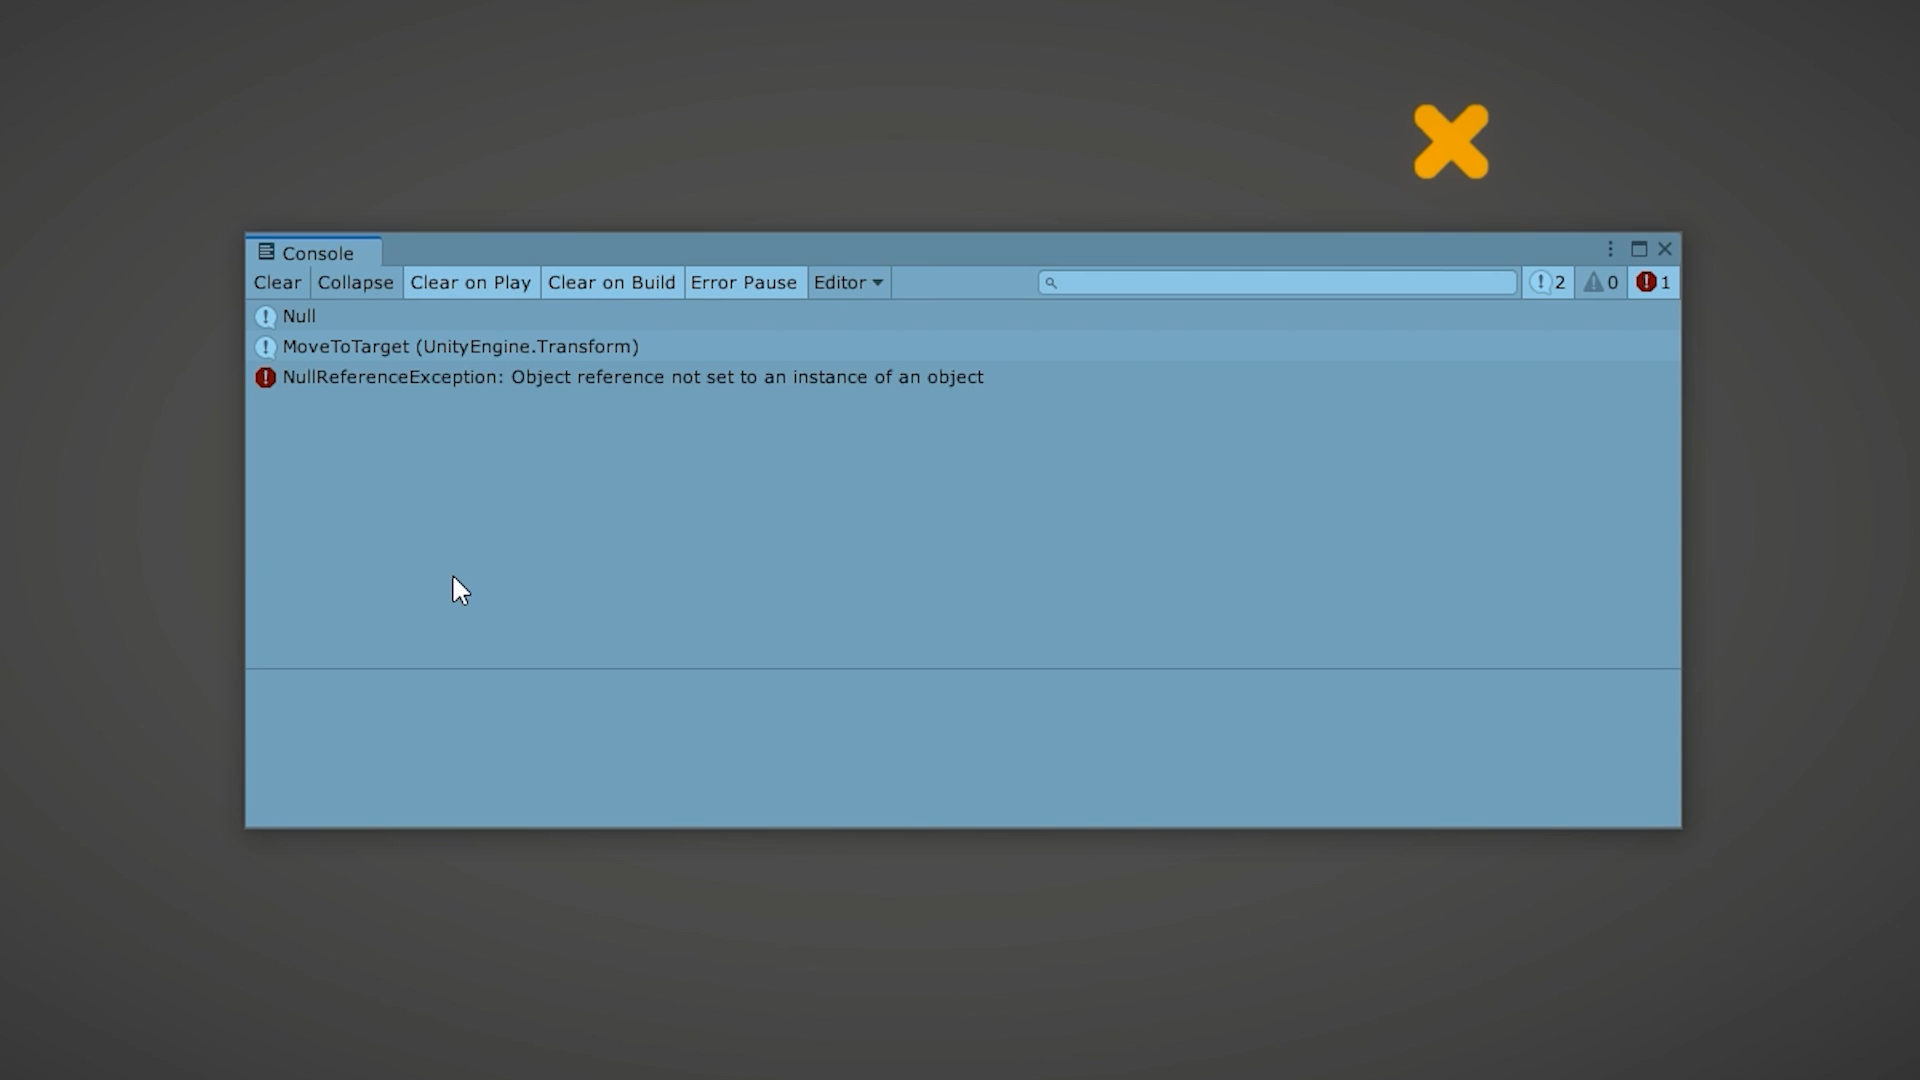 Console
Clear Collapse Clear on Play Clear on Build Error Pause Editor 2 0 1
Null
MoveToTarget (UnityEngine.Transform)
NullReferenceException: Object reference not set to an instance of an object